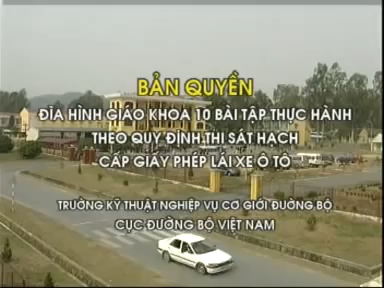 BẢN QUYỀN
ĐĨA HÌNH GIÁO KHOA 10 BÀI TẬP THỰC HÀNH
THEO QUY ĐỊNH THI SÁT HẠCH
CẤP GIẤY PHÉP LÁI XE Ô TÔ
TRƯỜNG KỸ THUẬT NGHIỆP VỤ CƠ GIỚI ĐƯỜNG BỘ
CỤC ĐƯỜNG BỘ VIỆT NAM